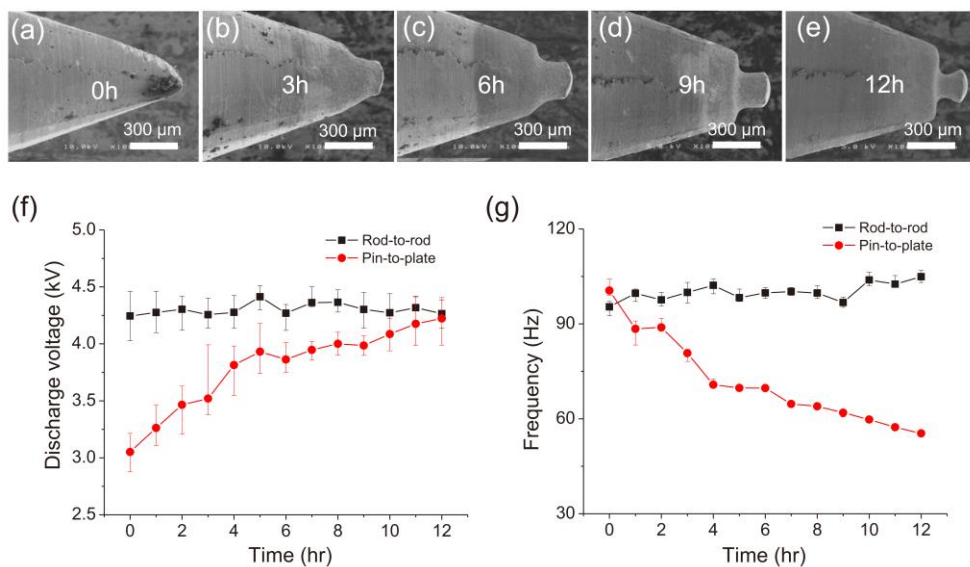 (a) (b) (c) (d) (e)
0h 3h 6h 9h 12h
300 μm 300 μm 300 μm 300 μm 300 μm
(f)
5.0
4.5
4.0
3.5
3.0
2.5
Discharge voltage (kV)
Rod-to-rod
Pin-to-plate
0 2 4 6 8 10 12
Time (hr)
(g)
120
90
60
30
Frequency (Hz)
Rod-to-rod
Pin-to-plate
0 2 4 6 8 10 12
Time (hr)